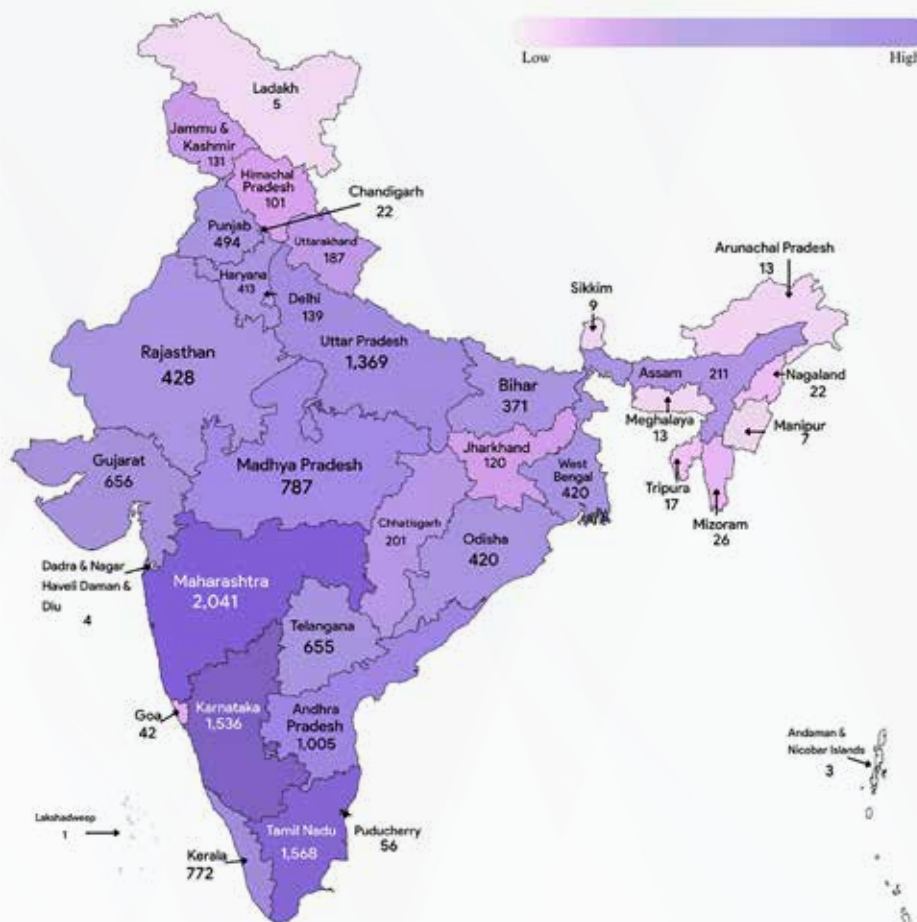 Low High
Ladakh
5
Jammu &
Kashmir
131
Himachal
Pradesh
101
Chandigarh
22
Punjab
494
Uttarakhand
187
Haryana
413
Delhi
139
Arunachal Pradesh
13
Sikkim
9
Rajasthan
428
Uttar Pradesh
1,369
Bihar
371
Assam 211
Nagaland
22
Meghalaya
13
Manipur
7
Gujarat
656
Madhya Pradesh
787
Jharkhand
120
West
Bengal
420
Tripura
17
Mizoram
26
Chhatisgarh
201
Odisha
420
Dadra & Nagar
Haveli Daman &
Diu
4
Maharashtra
2,041
Telangana
655
Goa
42
Karnataka
1,536
Andhra
Pradesh
1,005
Andaman &
Nicobar Islands
3
Lakshadweep
1
Tamil Nadu
1,568
Puducherry
56
Kerala
772